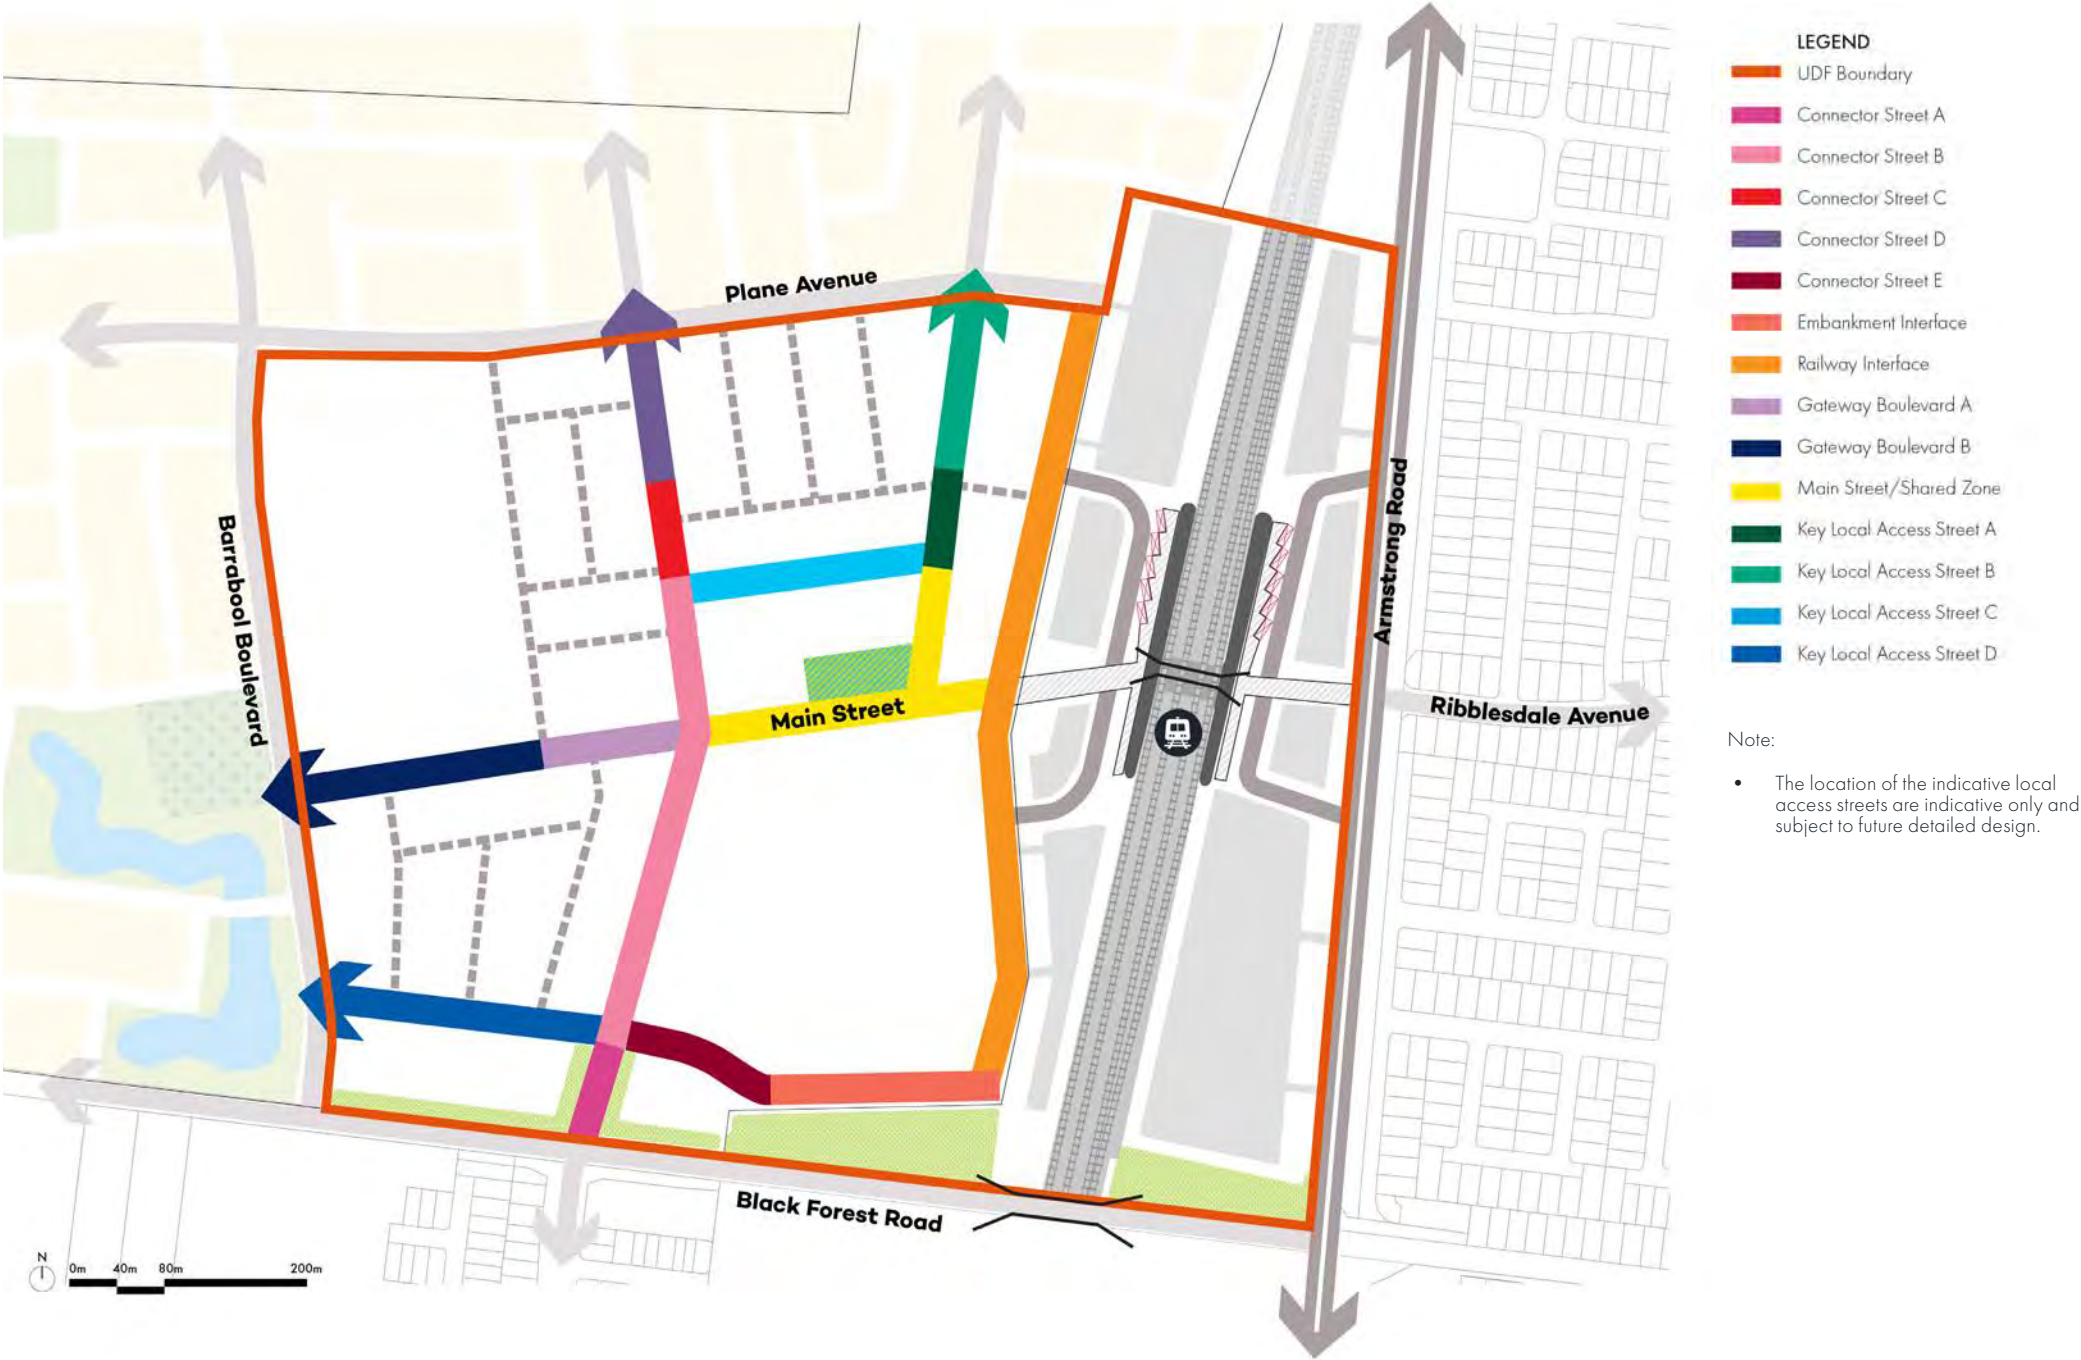 LEGEND
UDF Boundary
Connector Street A
Connector Street B
Connector Street C
Connector Street D
Connector Street E
Embankment Interface
Railway Interface
Gateway Boulevard A
Gateway Boulevard B
Main Street/Shared Zone
Key Local Access Street A
Key Local Access Street B
Key Local Access Street C
Key Local Access Street D
Note:
• The location of the indicative local
access streets are indicative only and
subject to future detailed design.
Plane Avenue
Barrabool Boulevard
Armstrong Road
Main Street
Ribblesdale Avenue
Black Forest Road
N
0m 40m 80m 200m